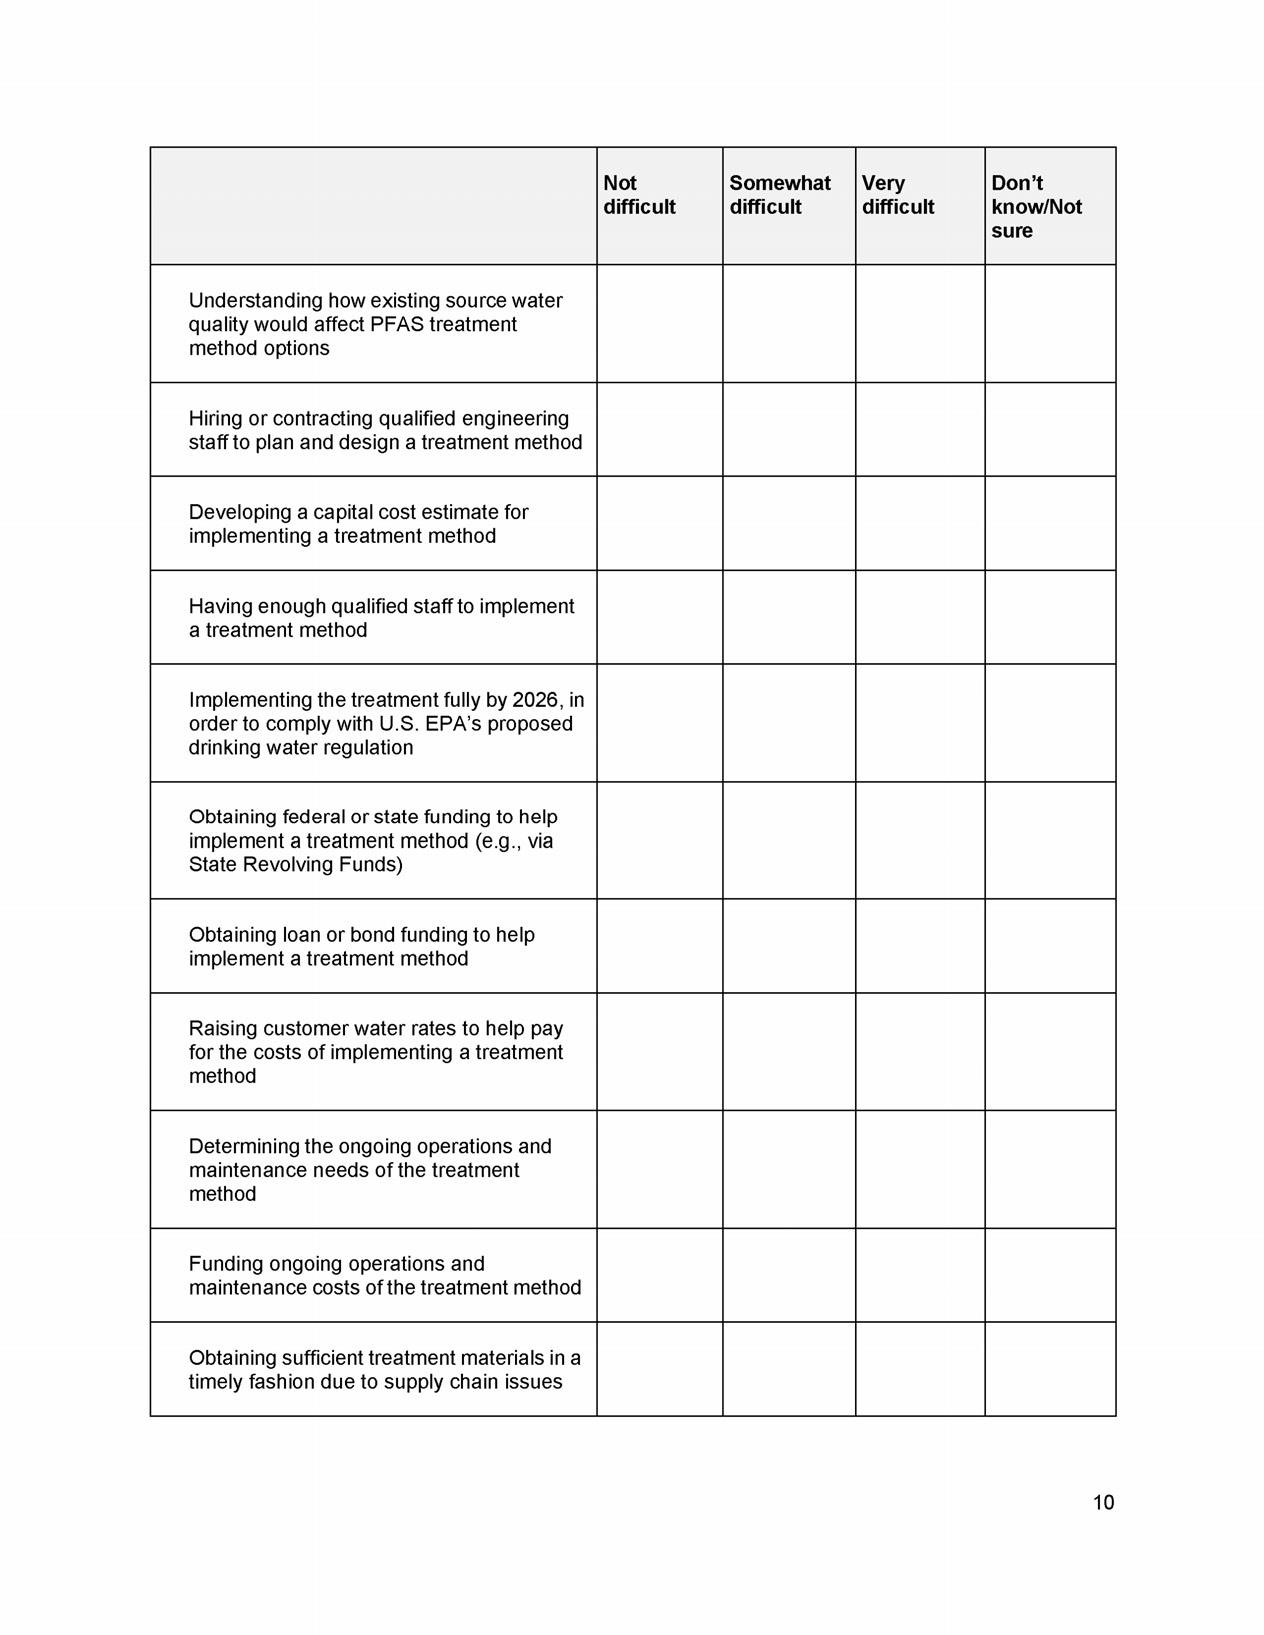 Not
difficult
Somewhat
difficult
Very
difficult
Don’t
know/Not
sure
Understanding how existing source water
quality would affect PFAS treatment
method options
Hiring or contracting qualified engineering
staff to plan and design a treatment method
Developing a capital cost estimate for
implementing a treatment method
Having enough qualified staff to implement
a treatment method
Implementing the treatment fully by 2026, in
order to comply with U.S. EPA’s proposed
drinking water regulation
Obtaining federal or state funding to help
implement a treatment method (e.g., via
State Revolving Funds)
Obtaining loan or bond funding to help
implement a treatment method
Raising customer water rates to help pay
for the costs of implementing a treatment
method
Determining the ongoing operations and
maintenance needs of the treatment
method
Funding ongoing operations and
maintenance costs of the treatment method
Obtaining sufficient treatment materials in a
timely fashion due to supply chain issues
10